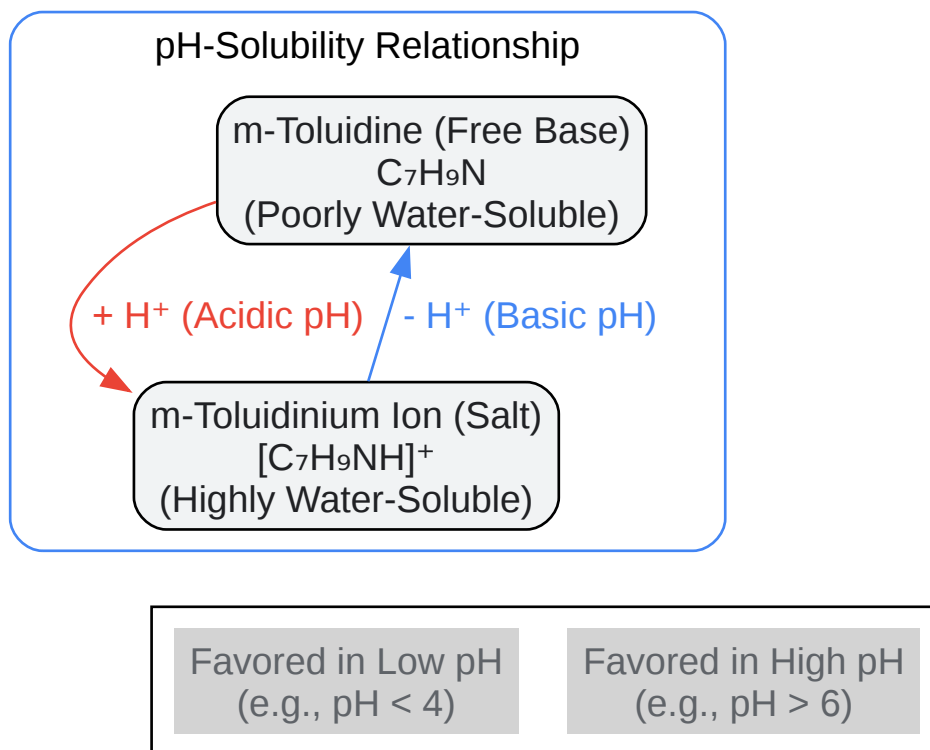 pH-Solubility Relationship
m-Toluidine (Free Base)
C₇H₉N
(Poorly Water-Soluble)
+ H⁺ (Acidic pH)
- H⁺ (Basic pH)
m-Toluidinium Ion (Salt)
[C₇H₉NH]⁺
(Highly Water-Soluble)
Favored in Low pH
(e.g., pH < 4)
Favored in High pH
(e.g., pH > 6)